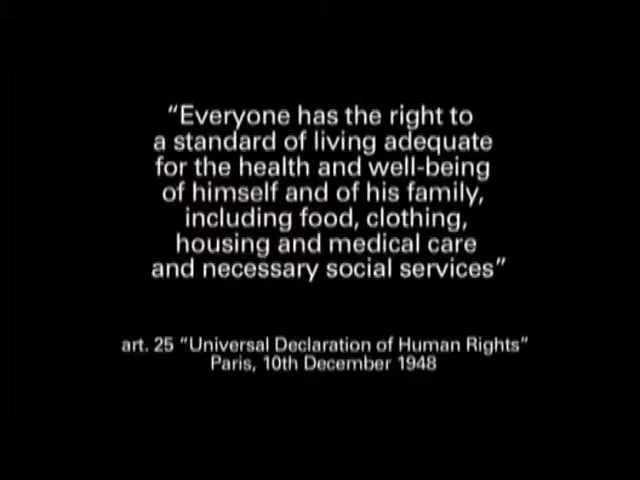 “Everyone has the right to
a standard of living adequate
for the health and well-being
of himself and of his family,
including food, clothing,
housing and medical care
and necessary social services”
art. 25 “Universal Declaration of Human Rights”
Paris, 10th December 1948